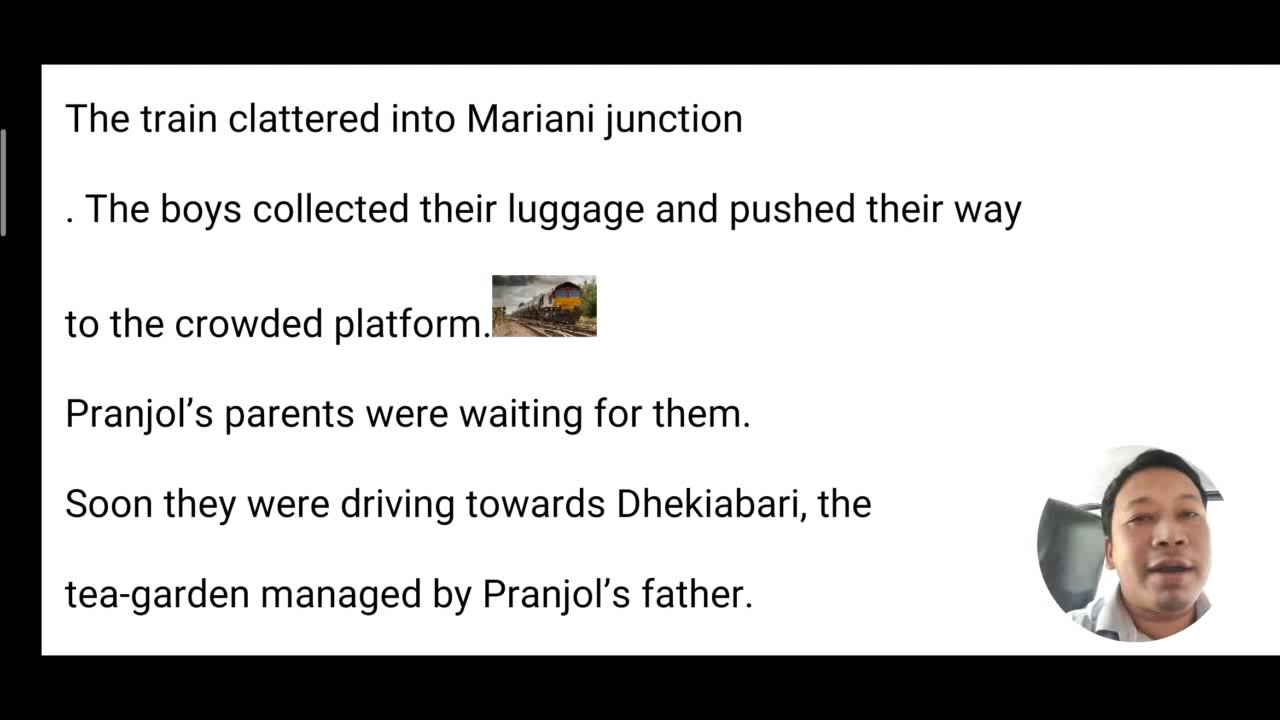 The train clattered into Mariani junction
. The boys collected their luggage and pushed their way
to the crowded platform.
Pranjol’s parents were waiting for them.
Soon they were driving towards Dhekiabari, the
tea-garden managed by Pranjol’s father.